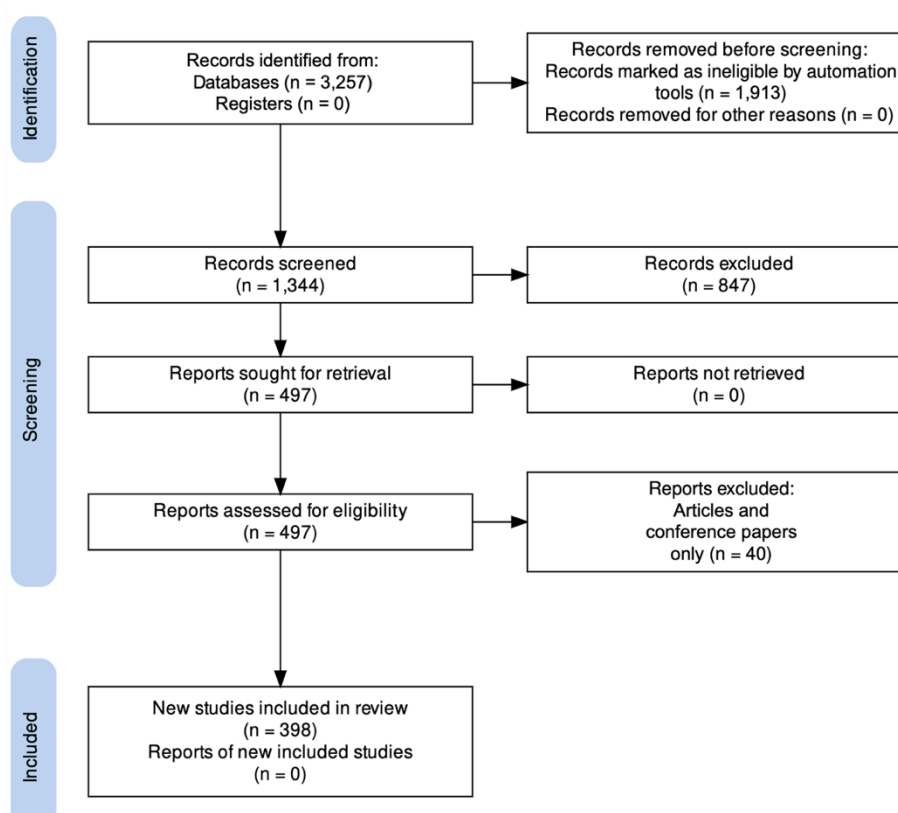 Identification
Records identified from:
Databases (n = 3,257)
Registers (n = 0)
Records removed before screening:
Records marked as ineligible by automation
tools (n = 1,913)
Records removed for other reasons (n = 0)
Screening
Records screened
(n = 1,344)
Records excluded
(n = 847)
Reports sought for retrieval
(n = 497)
Reports not retrieved
(n = 0)
Reports assessed for eligibility
(n = 497)
Reports excluded:
Articles and
conference papers
only (n = 40)
Included
New studies included in review
(n = 398)
Reports of new included studies
(n = 0)